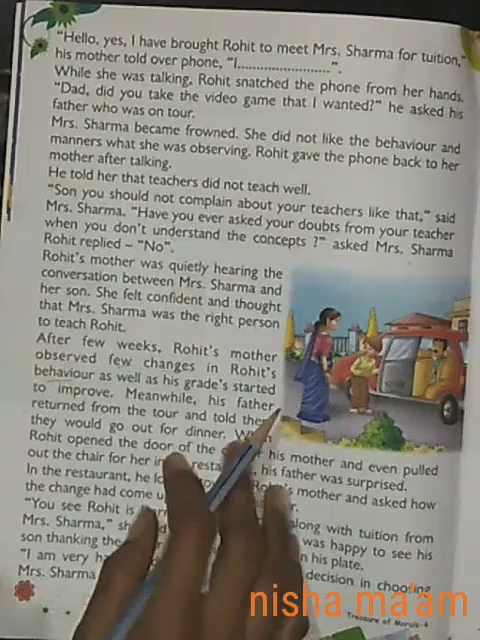 "Hello, yes, I have brought Rohit to meet Mrs. Sharma for tuition,"
his mother told over phone, "I........................".
While she was talking, Rohit snatched the phone from her hands.
"Dad, did you take the video game that I wanted?" he asked his
father who was on tour.
Mrs. Sharma became frowned. She did not like the behaviour and
manners what she was observing. Rohit gave the phone back to her
mother after talking.
He told her that teachers did not teach well.
"Son you should not complain about your teachers like that," said
Mrs. Sharma. "Have you ever asked your doubts from your teacher
when you don't understand the concepts ?" asked Mrs. Sharma
Rohit replied – "No".
Rohit's mother was quietly hearing the
conversation between Mrs. Sharma and
her son. She felt confident and thought
that Mrs. Sharma was the right person
to teach Rohit.
After few weeks, Rohit's mother
observed few changes in Rohit's
behaviour as well as his grade's started
to improve. Meanwhile, his father
returned from the tour and told
they would go out for dinner.
Rohit opened the door of the his mother and even pulled
out the chair for her in his father was surprised.
In the restaurant, he mother and asked how
the change had come
"You see Rohit is along with tuition from
Mrs. Sharma," was happy to see his
son thanking the his plate.
"I am very decision in choosing
Mrs. Sharma
nisha ma'am
Treasure of Morals-4